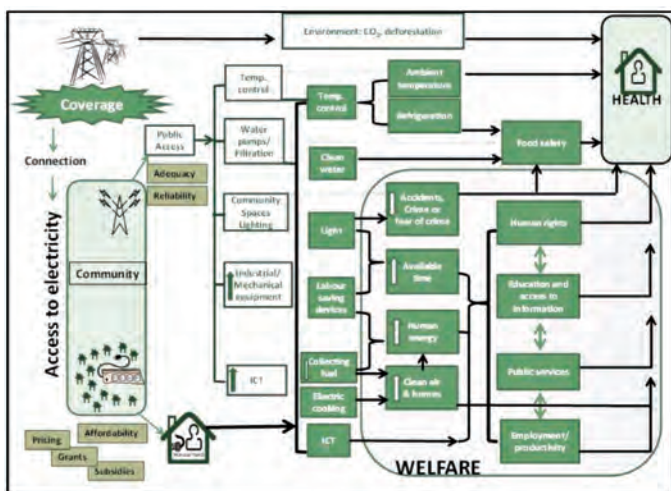 Environment: CO₂, deforestation
Coverage
Connection
Access to electricity
Community
Public
Access
Adequacy
Reliability
Pricing
Affordability
Grants
Subsidies
Temp.
control
Water
pumps/
Filtration
Community
Spaces
Lighting
Industrial/
Mechanical
equipment
ICT
Temp.
control
Clean
water
Light
Labour
saving
devices
Collecting
fuel
Electric
cooking
ICT
Ambient
temperature
Refrigeration
Food safety
Accidents,
Crime or
fear of crime
Available
time
Human
energy
Clean air
& homes
Human rights
Education and
access to
information
Public services
Employment/
productivity
WELFARE
HEALTH